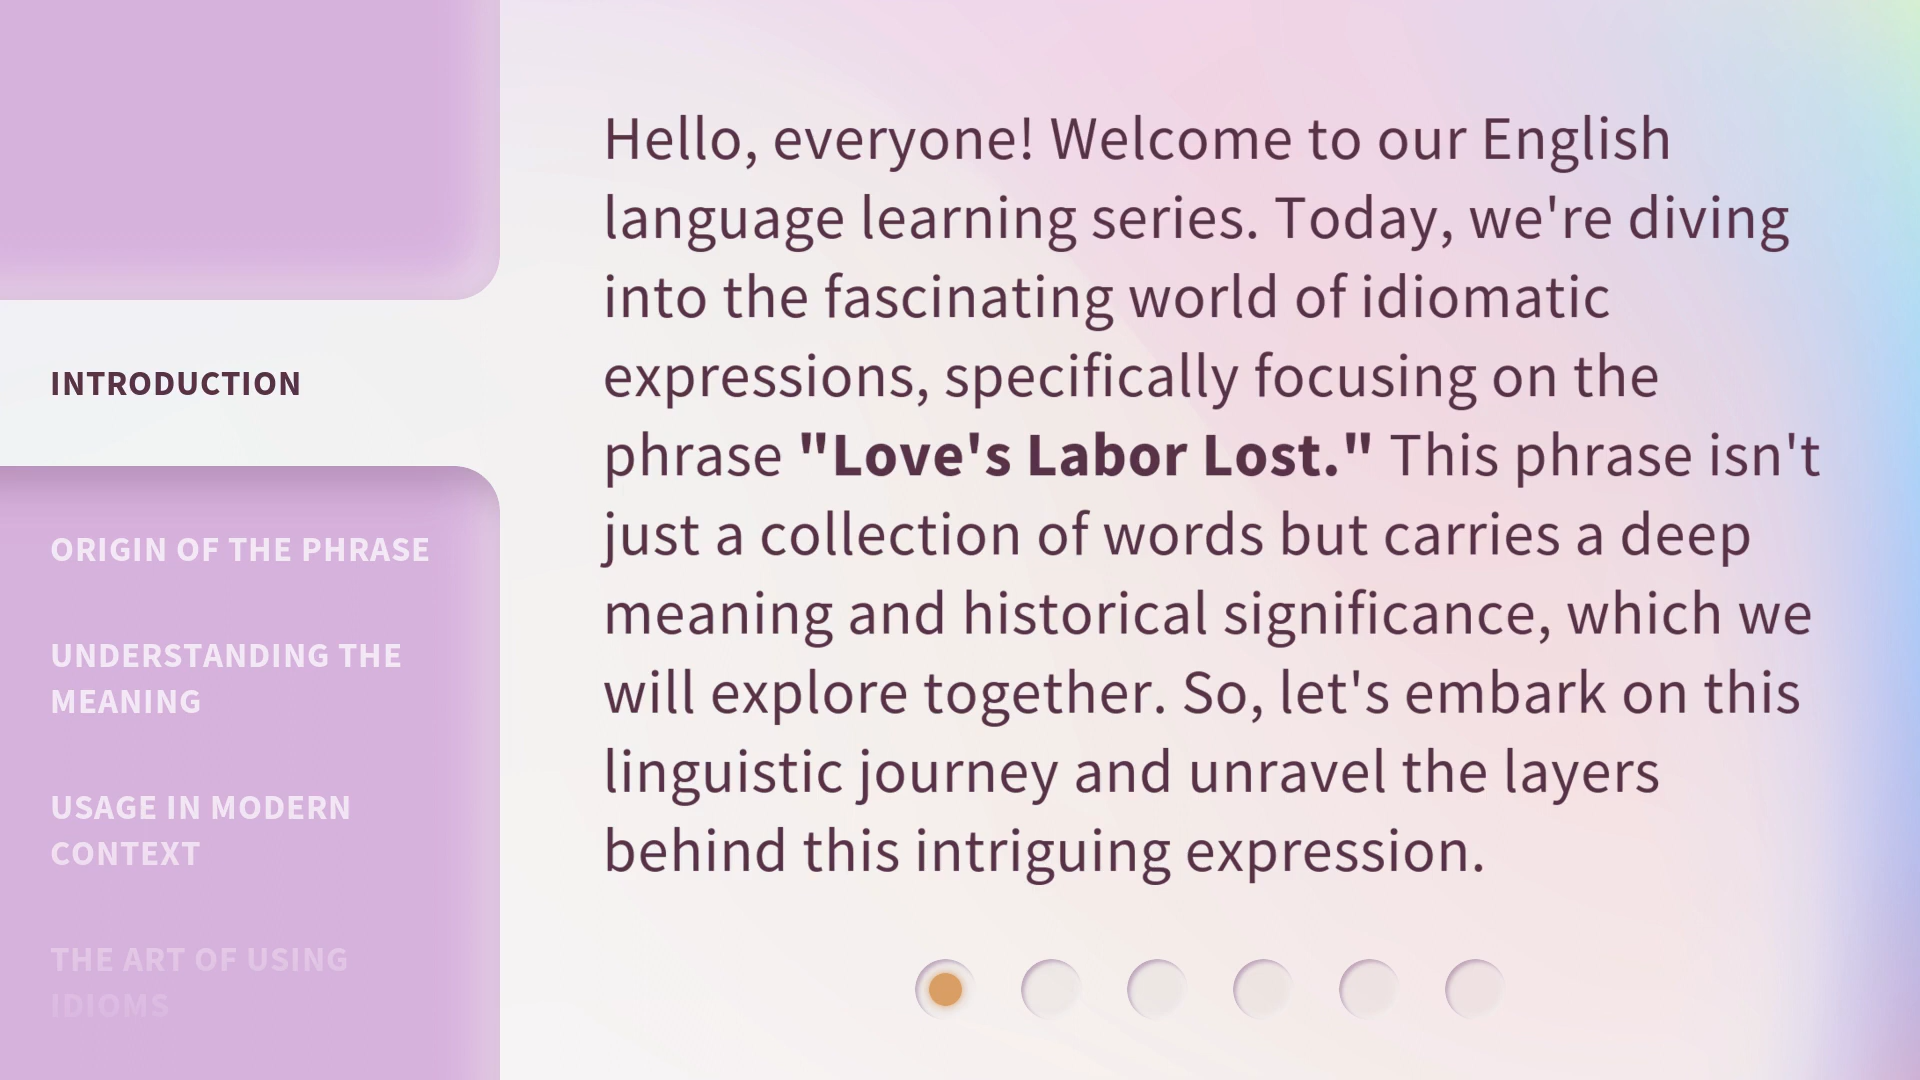 INTRODUCTION
ORIGIN OF THE PHRASE
UNDERSTANDING THE
MEANING
USAGE IN MODERN
CONTEXT
THE ART OF USING
IDIOMS
Hello, everyone! Welcome to our English
language learning series. Today, we're diving
into the fascinating world of idiomatic
expressions, specifically focusing on the
phrase "Love's Labor Lost." This phrase isn't
just a collection of words but carries a deep
meaning and historical significance, which we
will explore together. So, let's embark on this
linguistic journey and unravel the layers
behind this intriguing expression.